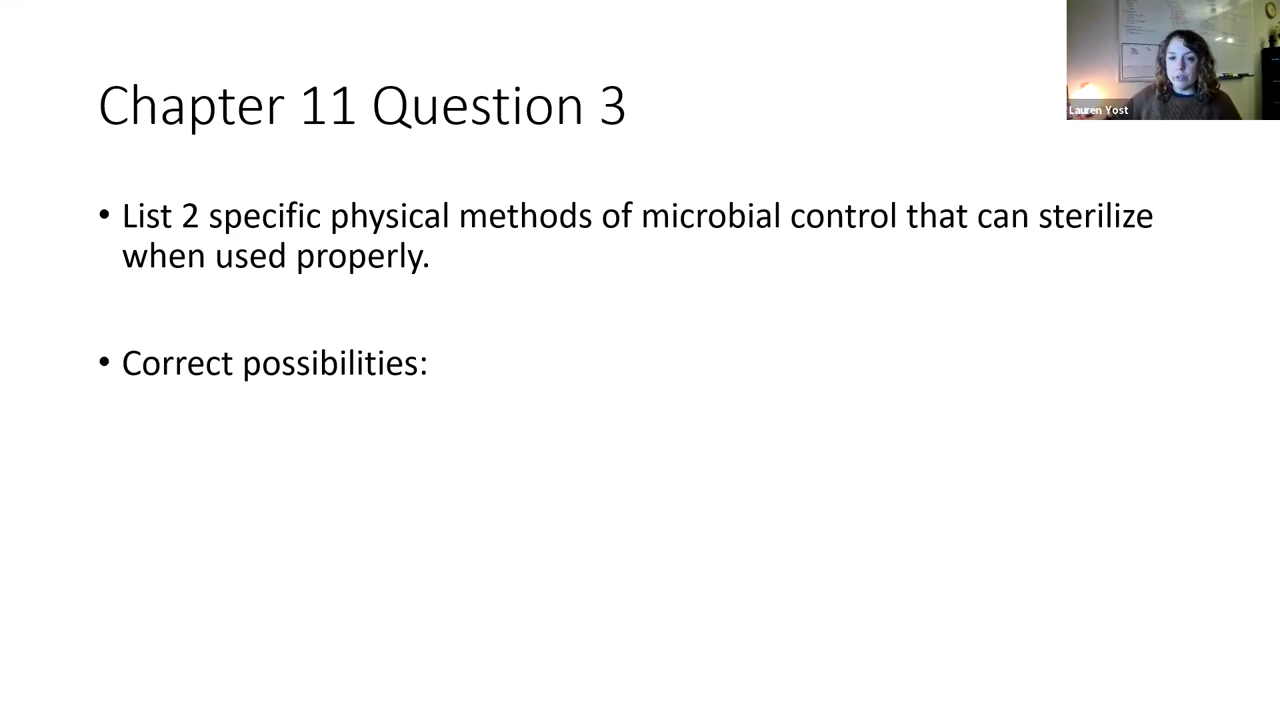 Chapter 11 Question 3
• List 2 specific physical methods of microbial control that can sterilize
when used properly.
• Correct possibilities:
Lauren Yost